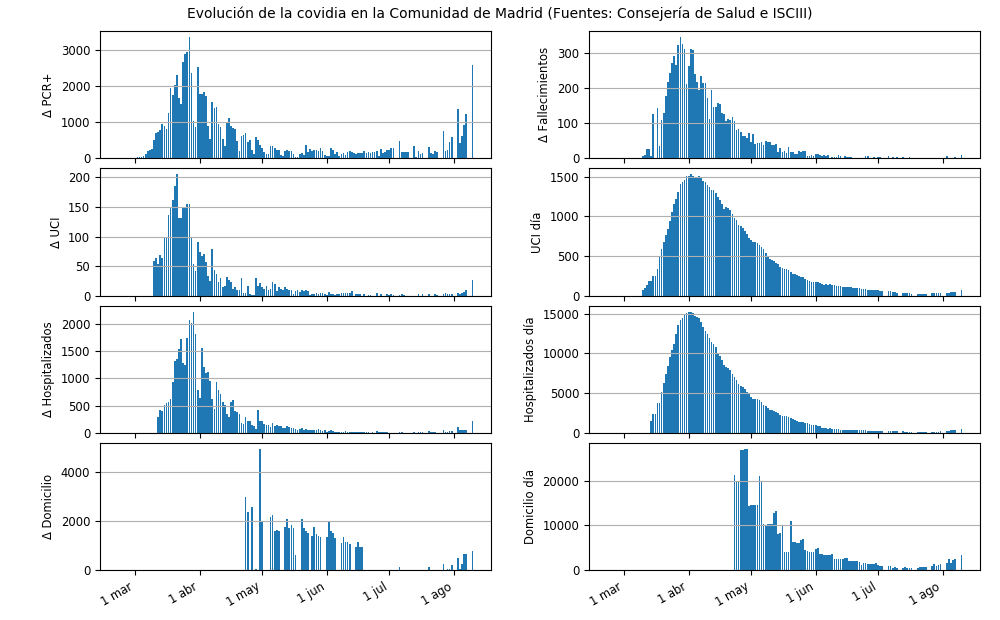 Evolución de la covidia en la Comunidad de Madrid (Fuentes: Consejería de Salud e ISCIII)
Δ PCR+
3000
2000
1000
0
Δ Fallecimientos
300
200
100
0
Δ UCI
200
150
100
50
0
UCI día
1500
1000
500
0
Δ Hospitalizados
2000
1500
1000
500
0
Hospitalizados día
15000
10000
5000
0
Δ Domicilio
4000
2000
0
Domicilio día
20000
10000
0
1 mar 1 abr 1 may 1 jun 1 jul 1 ago
1 mar 1 abr 1 may 1 jun 1 jul 1 ago